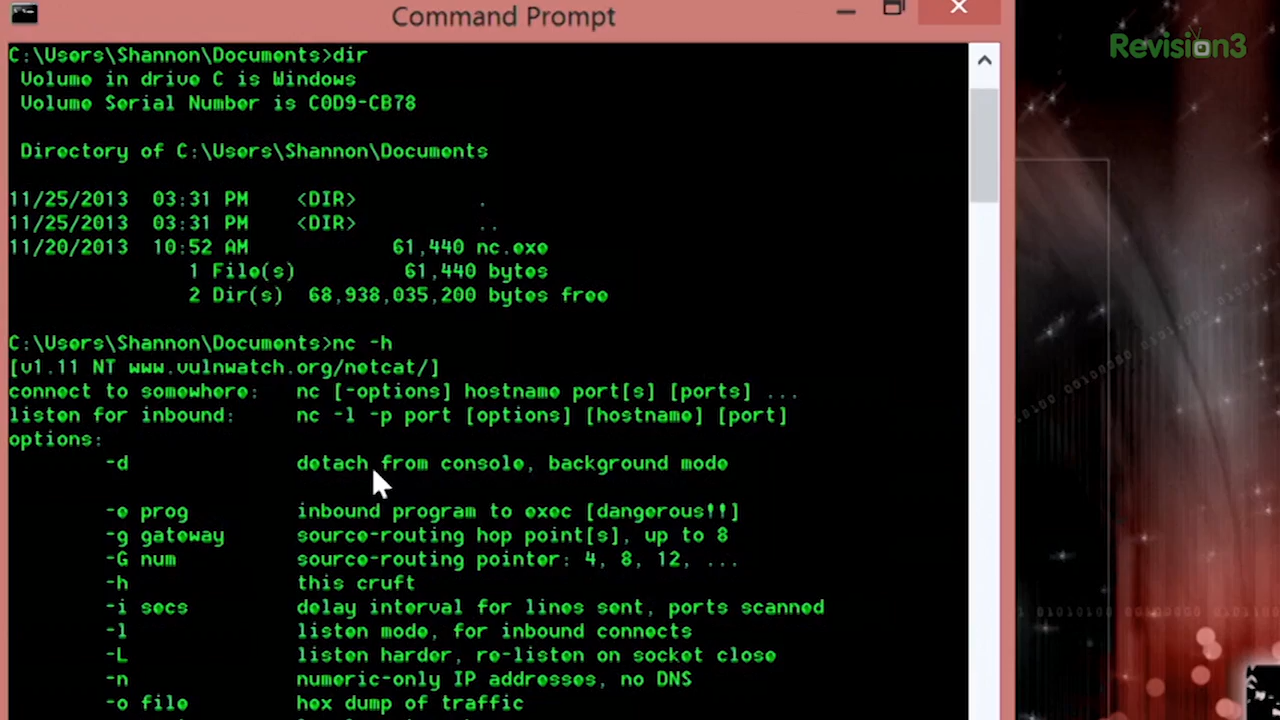 Command Prompt
Revision3
C:\Users\Shannon\Documents>dir
Volume in drive C is Windows
Volume Serial Number is C0D9-CB78
Directory of C:\Users\Shannon\Documents
11/25/2013 03:31 PM <DIR> .
11/25/2013 03:31 PM <DIR> ..
11/20/2013 10:52 AM 61,440 nc.exe
1 File(s) 61,440 bytes
2 Dir(s) 68,938,035,200 bytes free
C:\Users\Shannon\Documents>nc -h
[v1.11 NT www.vulnwatch.org/netcat/]
connect to somewhere: nc [-options] hostname port[s] [ports] ...
listen for inbound: nc -l -p port [options] [hostname] [port]
options:
-d detach from console, background mode
-e prog inbound program to exec [dangerous!!]
-g gateway source-routing hop point[s], up to 8
-G num source-routing pointer: 4, 8, 12, ...
-h this cruft
-i secs delay interval for lines sent, ports scanned
-l listen mode, for inbound connects
-L listen harder, re-listen on socket close
-n numeric-only IP addresses, no DNS
-o file hex dump of traffic